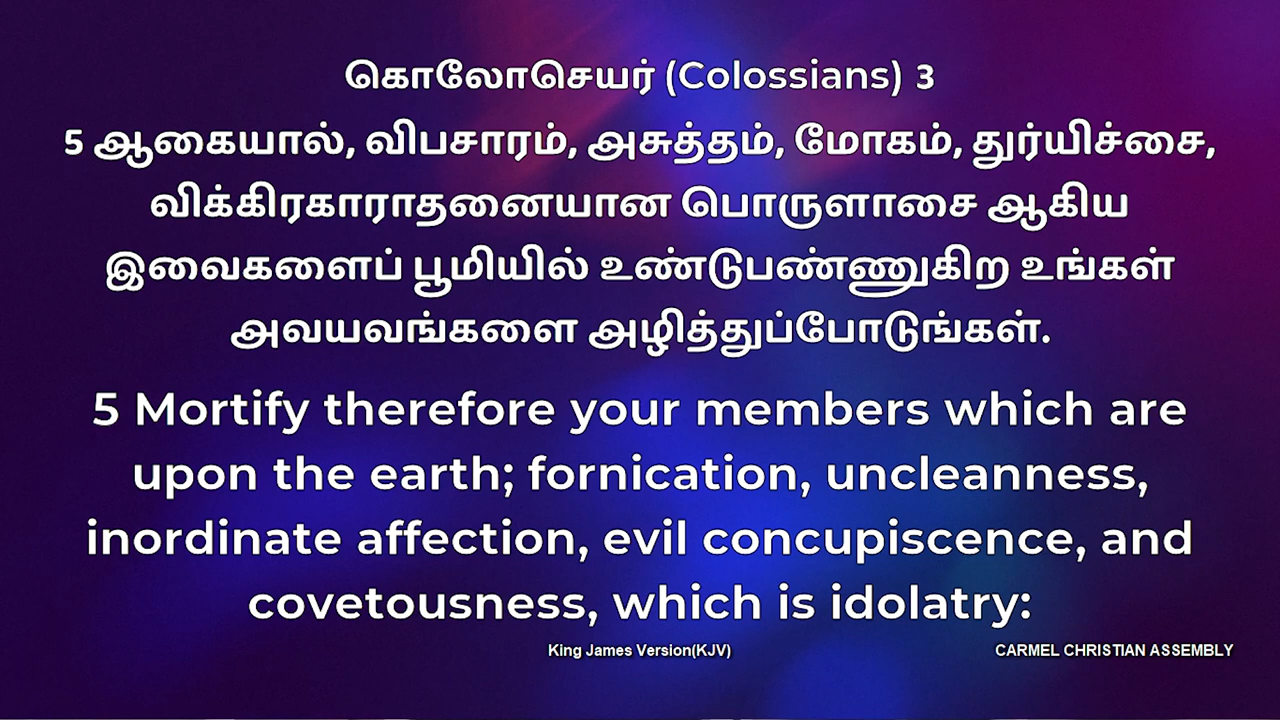 கொலோசெயர் (Colossians) 3
5 ஆகையால், விபசாரம், அசுத்தம், மோகம், துர்யிச்சை,
விக்கிரகாராதனையான பொருளாசை ஆகிய
இவைகளைப் பூமியில் உண்டுபண்ணுகிற உங்கள்
அவயவங்களை அழித்துப்போடுங்கள்.
5 Mortify therefore your members which are
upon the earth; fornication, uncleanness,
inordinate affection, evil concupiscence, and
covetousness, which is idolatry:
King James Version(KJV)
CARMEL CHRISTIAN ASSEMBLY